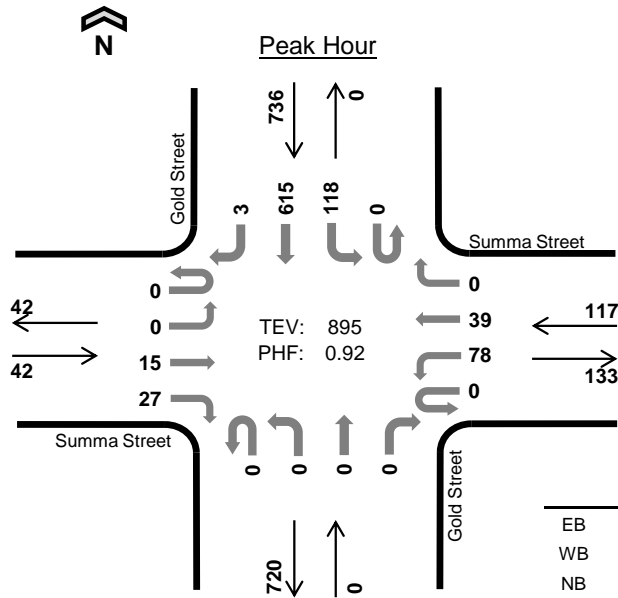 N
Peak Hour
736
0
Gold Street
3
615
118
0
Summa Street
0
0
42
0
39
117
TEV: 895
PHF: 0.92
42
15
78
133
27
0
Summa Street
0
0
0
0
Gold Street
EB
WB
720
0
NB